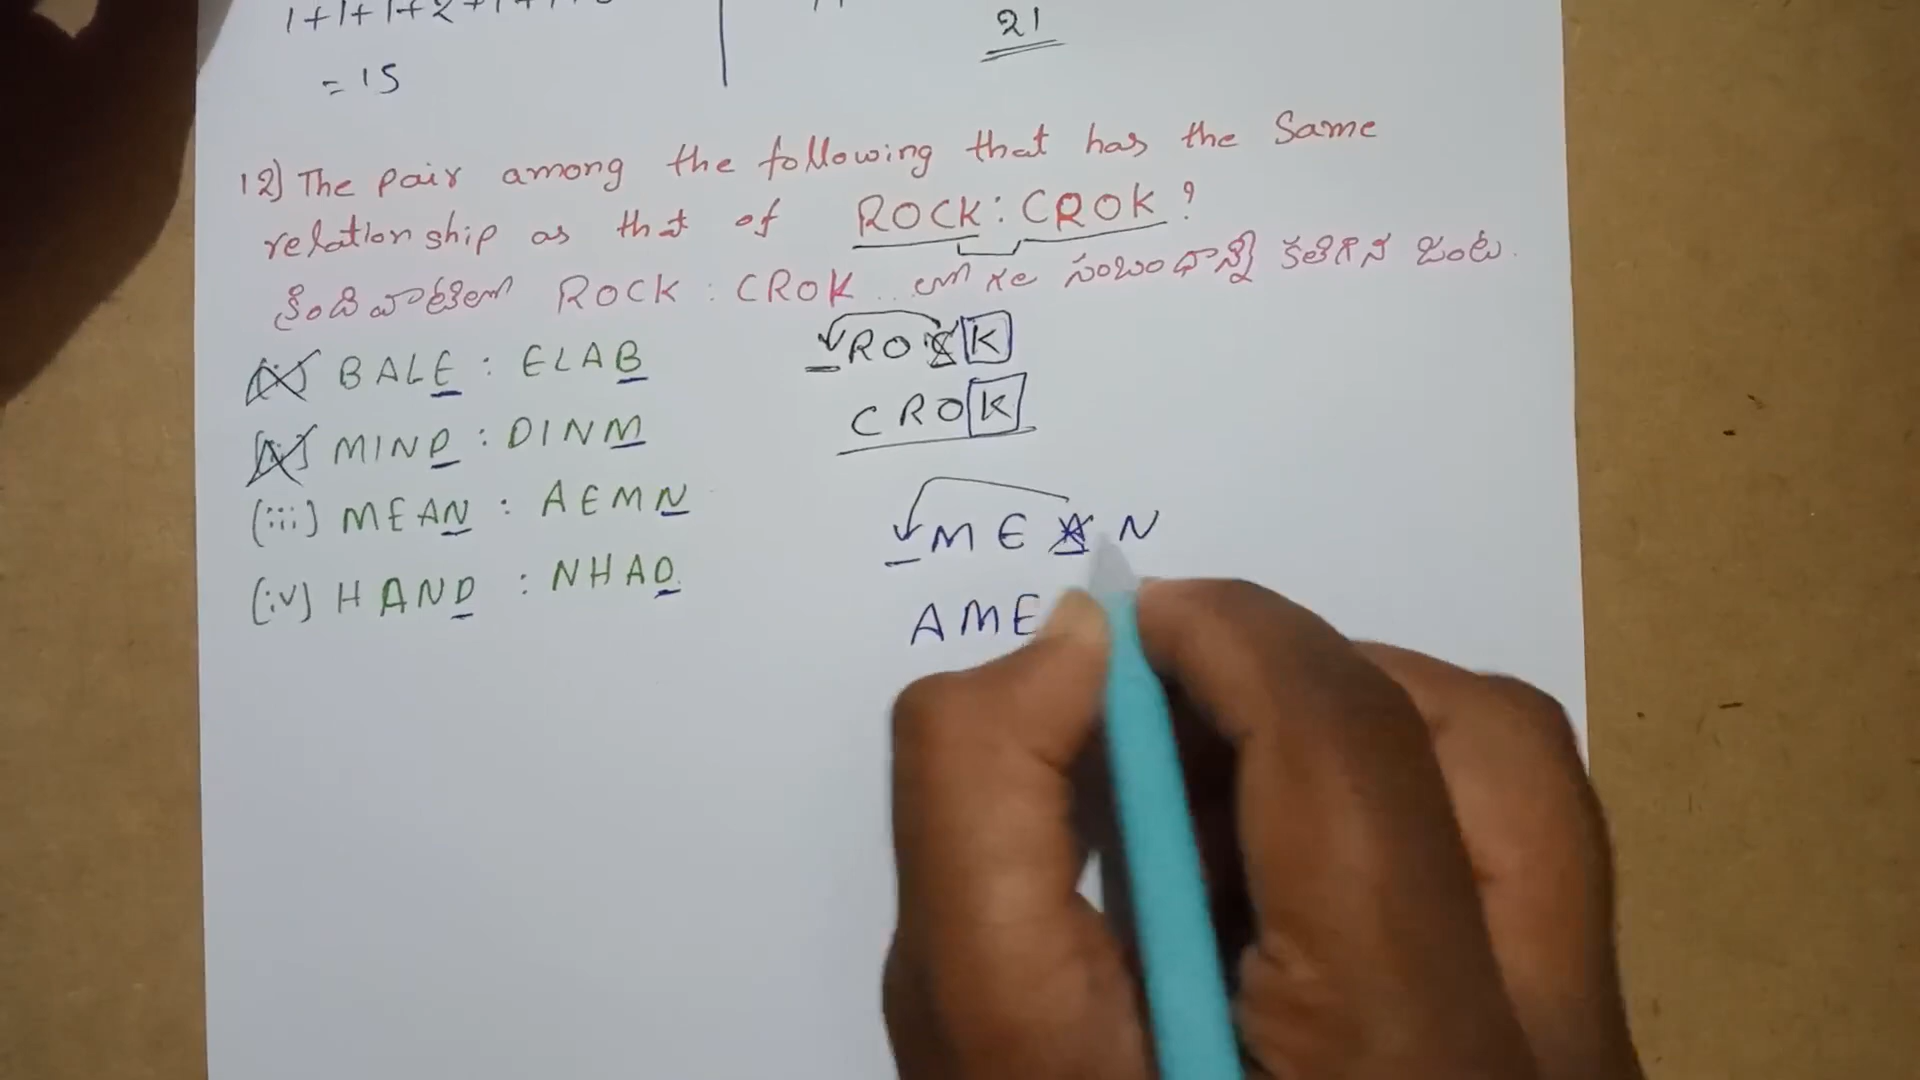 = 15
21
12) The pair among the following that has the Same
relationship as that of ROCK : CROK ?
ROCK : CROK
BALE : ELAB
MIND : DINM
(iii) MEAN : AEMN
(iv) HAND : NHAD
ROCK
CROK
MEAN
AME